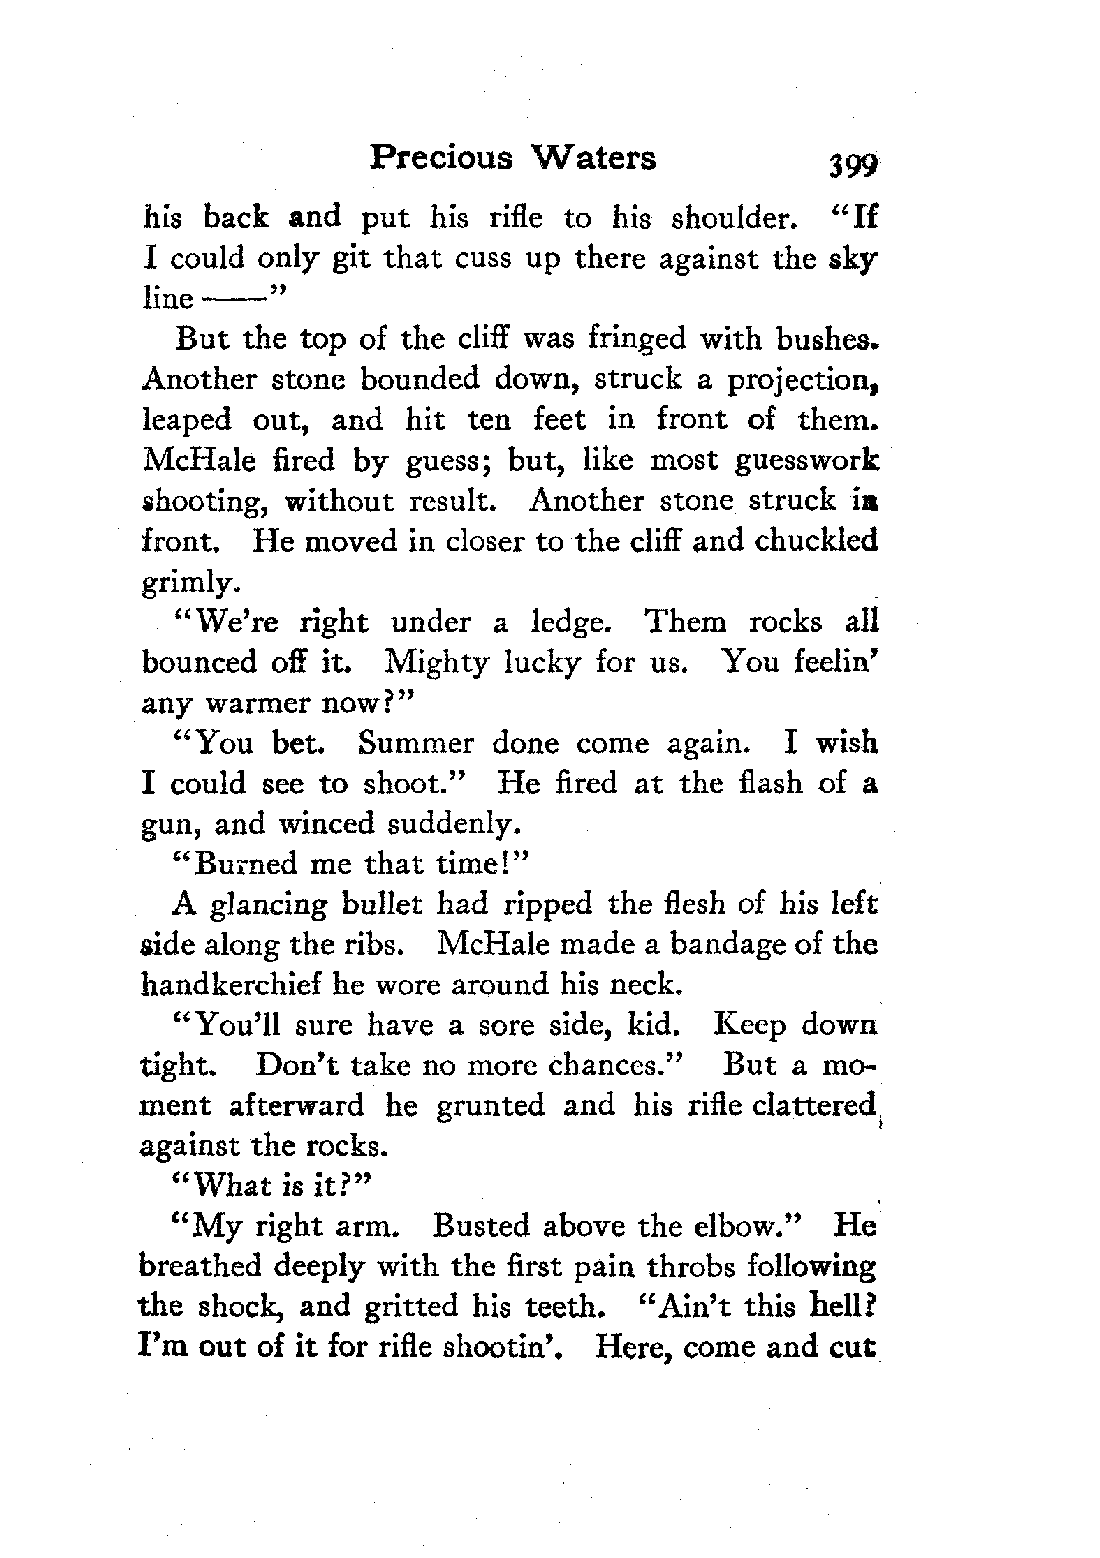 Precious Waters 399
his back and put his rifle to his shoulder. “If
I could only git that cuss up there against the sky
line ——”
But the top of the cliff was fringed with bushes.
Another stone bounded down, struck a projection,
leaped out, and hit ten feet in front of them.
McHale fired by guess; but, like most guesswork
shooting, without result. Another stone struck in
front. He moved in closer to the cliff and chuckled
grimly.
“We’re right under a ledge. Them rocks all
bounced off it. Mighty lucky for us. You feelin’
any warmer now?”
“You bet. Summer done come again. I wish
I could see to shoot.” He fired at the flash of a
gun, and winced suddenly.
“Burned me that time!”
A glancing bullet had ripped the flesh of his left
side along the ribs. McHale made a bandage of the
handkerchief he wore around his neck.
“You’ll sure have a sore side, kid. Keep down
tight. Don’t take no more chances.” But a mo-
ment afterward he grunted and his rifle clattered
against the rocks.
“What is it?”
“My right arm. Busted above the elbow.” He
breathed deeply with the first pain throbs following
the shock, and gritted his teeth. “Ain’t this hell?
I’m out of it for rifle shootin’. Here, come and cut